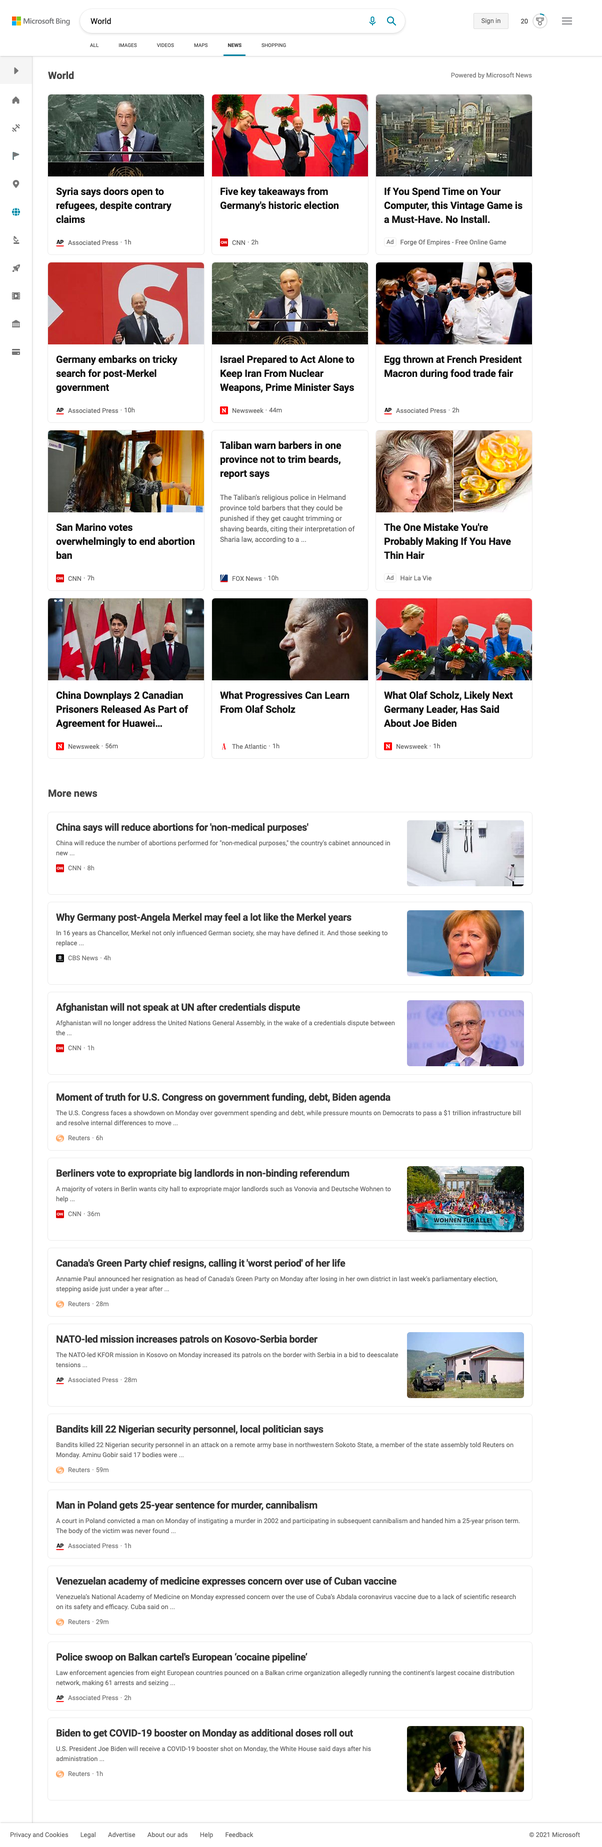 Microsoft Bing
World
Sign in
20
ALL
IMAGES
VIDEOS
MAPS
NEWS
SHOPPING
World
Powered by Microsoft News
Syria says doors open to
refugees, despite contrary
claims
AP Associated Press · 1h
Five key takeaways from
Germany's historic election
CNN CNN · 2h
If You Spend Time on Your
Computer, this Vintage Game is
a Must-Have. No Install.
Ad Forge Of Empires - Free Online Game
Germany embarks on tricky
search for post-Merkel
government
AP Associated Press · 10h
Israel Prepared to Act Alone to
Keep Iran From Nuclear
Weapons, Prime Minister Says
N Newsweek · 44m
Egg thrown at French President
Macron during food trade fair
AP Associated Press · 2h
San Marino votes
overwhelmingly to end abortion
ban
CNN CNN · 7h
Taliban warn barbers in one
province not to trim beards,
report says
The Taliban's religious police in Helmand
province told barbers that they could be
punished if they get caught trimming or
shaving beards, citing their interpretation of
Sharia law, according to a ...
FOX News · 10h
The One Mistake You're
Probably Making If You Have
Thin Hair
Ad Hair La Vie
China Downplays 2 Canadian
Prisoners Released As Part of
Agreement for Huawei...
N Newsweek · 56m
What Progressives Can Learn
From Olaf Scholz
A The Atlantic · 1h
What Olaf Scholz, Likely Next
Germany Leader, Has Said
About Joe Biden
N Newsweek · 1h
More news
China says will reduce abortions for 'non-medical purposes'
China will reduce the number of abortions performed for "non-medical purposes," the country's cabinet announced in
new ...
CNN CNN · 8h
Why Germany post-Angela Merkel may feel a lot like the Merkel years
In 16 years as Chancellor, Merkel not only influenced German society, she may have defined it. And those seeking to
replace ...
CBS News · 4h
Afghanistan will not speak at UN after credentials dispute
Afghanistan will no longer address the United Nations General Assembly, in the wake of a credentials dispute between
the ...
CNN CNN · 1h
Moment of truth for U.S. Congress on government funding, debt, Biden agenda
The U.S. Congress faces a showdown on Monday over government spending and debt, while pressure mounts on Democrats to pass a $1 trillion infrastructure bill
and resolve internal differences to move ...
Reuters · 6h
Berliners vote to expropriate big landlords in non-binding referendum
A majority of voters in Berlin wants city hall to expropriate major landlords such as Vonovia and Deutsche Wohnen to
help ...
CNN CNN · 36m
WOHNEN FÜR ALLE!
Canada's Green Party chief resigns, calling it 'worst period' of her life
Annamie Paul announced her resignation as head of Canada's Green Party on Monday after losing in her own district in last week's parliamentary election,
stepping aside just under a year after ...
Reuters · 28m
NATO-led mission increases patrols on Kosovo-Serbia border
The NATO-led KFOR mission in Kosovo on Monday increased its patrols on the border with Serbia in a bid to deescalate
tensions ...
AP Associated Press · 28m
Bandits kill 22 Nigerian security personnel, local politician says
Bandits killed 22 Nigerian security personnel in an attack on a remote army base in northwestern Sokoto State, a member of the state assembly told Reuters on
Monday. Aminu Gobir said 17 bodies were ...
Reuters · 59m
Man in Poland gets 25-year sentence for murder, cannibalism
A court in Poland convicted a man on Monday of instigating a murder in 2002 and participating in subsequent cannibalism and handed him a 25-year prison term.
The body of the victim was never found ...
AP Associated Press · 1h
Venezuelan academy of medicine expresses concern over use of Cuban vaccine
Venezuela's National Academy of Medicine on Monday expressed concern over the use of Cuba's Abdala coronavirus vaccine due to a lack of scientific research
on its safety and efficacy. Cuba said on ...
Reuters · 29m
Police swoop on Balkan cartel's European 'cocaine pipeline'
Law enforcement agencies from eight European countries pounced on a Balkan crime organization allegedly running the continent's largest cocaine distribution
network, making 61 arrests and seizing ...
AP Associated Press · 2h
Biden to get COVID-19 booster on Monday as additional doses roll out
U.S. President Joe Biden will receive a COVID-19 booster shot on Monday, the White House said days after his
administration ...
Reuters · 1h
Privacy and Cookies
Legal
Advertise
About our ads
Help
Feedback
© 2021 Microsoft